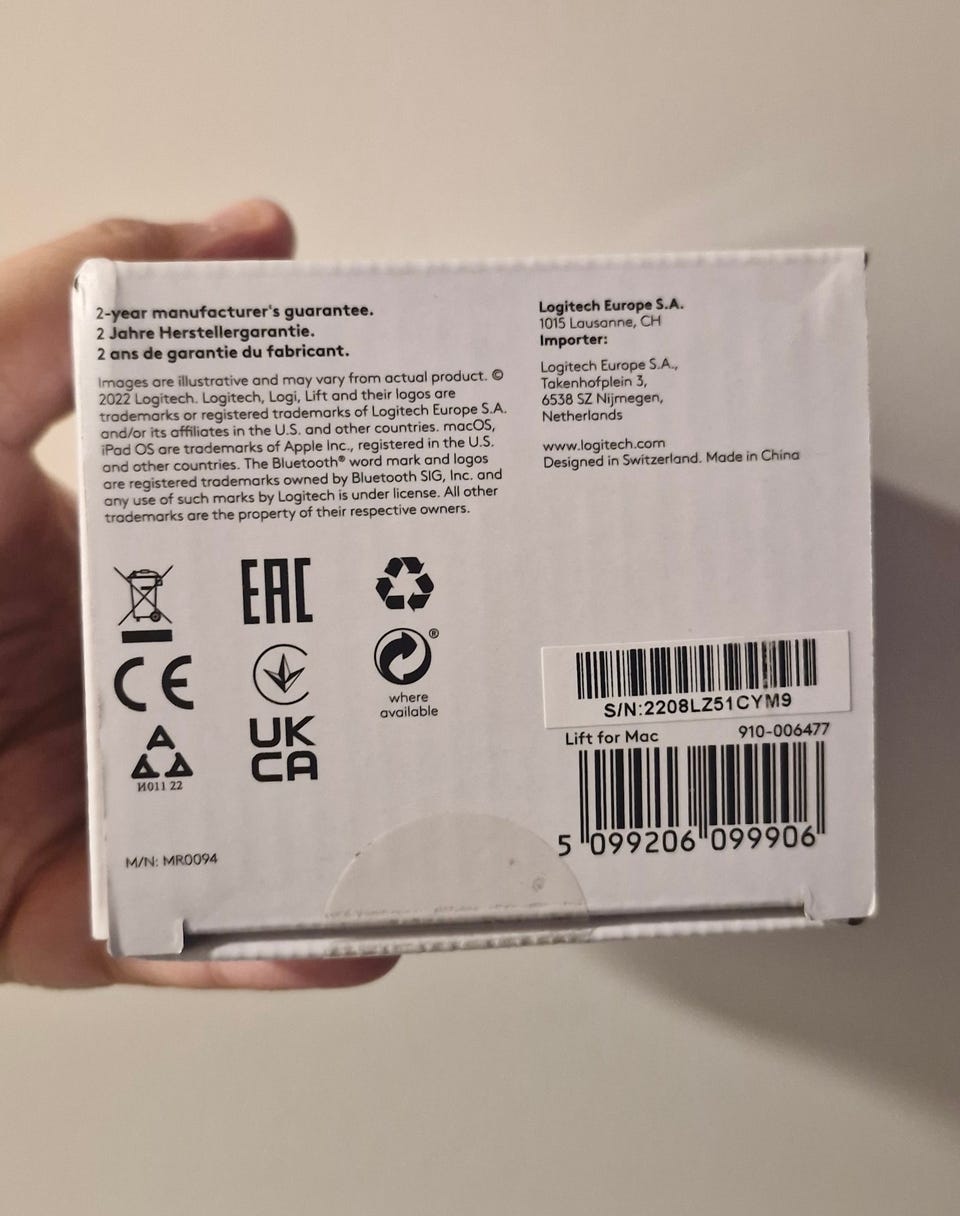 2-year manufacturer's guarantee.
2 Jahre Herstellergarantie.
2 ans de garantie du fabricant.
Images are illustrative and may vary from actual product. ©
2022 Logitech. Logitech, Logi, Lift and their logos are
trademarks or registered trademarks of Logitech Europe S.A.
and/or its affiliates in the U.S. and other countries. macOS,
iPad OS are trademarks of Apple Inc., registered in the U.S.
and other countries. The Bluetooth® word mark and logos
are registered trademarks owned by Bluetooth SIG, Inc. and
any use of such marks by Logitech is under license. All other
trademarks are the property of their respective owners.
Logitech Europe S.A.
1015 Lausanne, CH
Importer:
Logitech Europe S.A.,
Takenhofplein 3,
6538 SZ Nijmegen,
Netherlands
www.logitech.com
Designed in Switzerland. Made in China
EAC
CE
®
where
available
UK
CA
И011 22
M/N: MR0094
S/N:2208LZ51CYM9
Lift for Mac 910-006477
5 099206 099906